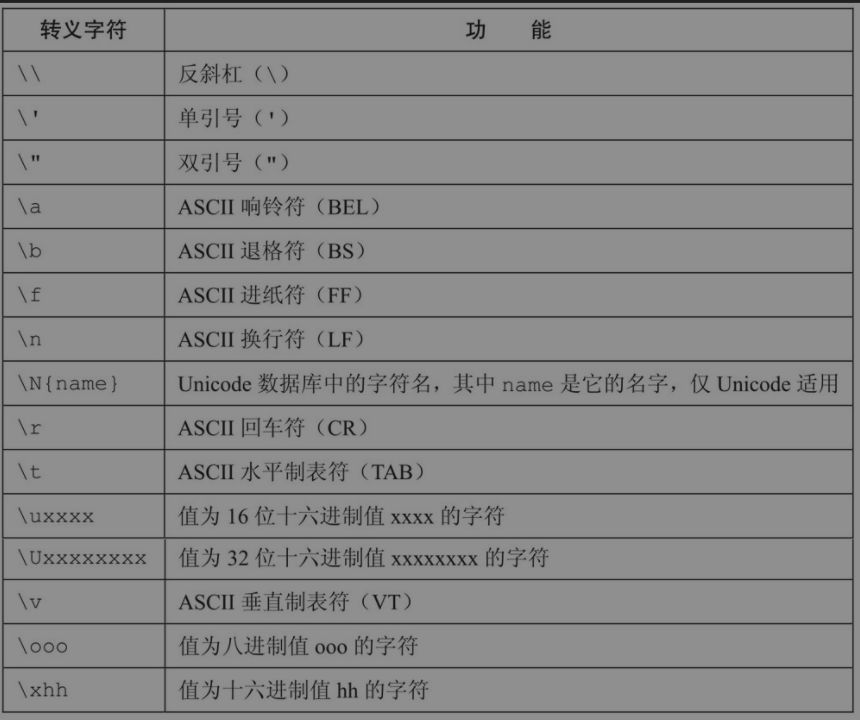 转义字符 功 能
\\ 反斜杠（\）
\' 单引号（'）
\" 双引号（"）
\a ASCII 响铃符（BEL）
\b ASCII 退格符（BS）
\f ASCII 进纸符（FF）
\n ASCII 换行符（LF）
\N{name} Unicode 数据库中的字符名，其中 name 是它的名字，仅 Unicode 适用
\r ASCII 回车符（CR）
\t ASCII 水平制表符（TAB）
\uxxxx 值为 16 位十六进制值 xxxx 的字符
\Uxxxxxxxx 值为 32 位十六进制值 xxxxxxxx 的字符
\v ASCII 垂直制表符（VT）
\ooo 值为八进制值 ooo 的字符
\xhh 值为十六进制值 hh 的字符